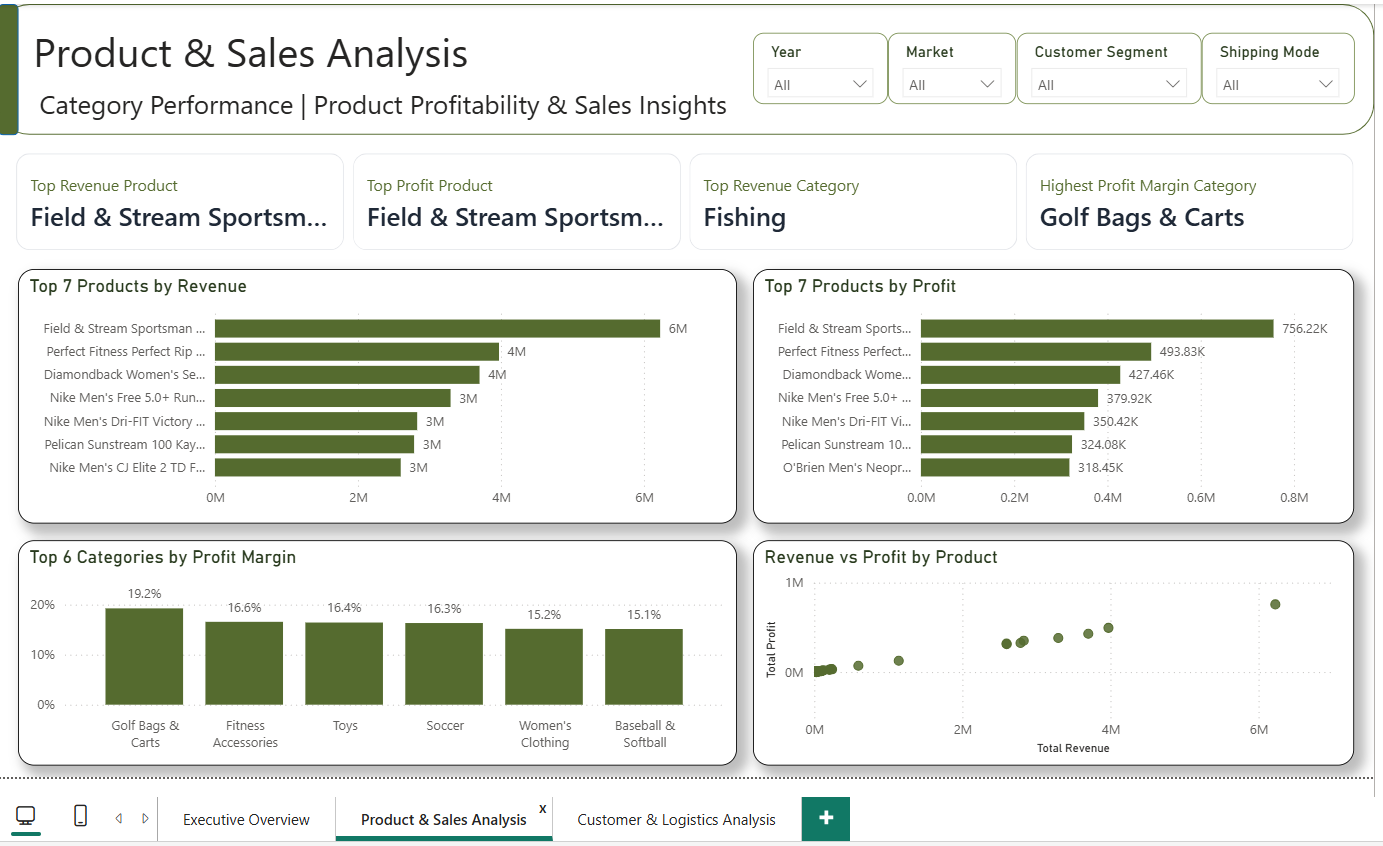 Product & Sales Analysis
Category Performance | Product Profitability & Sales Insights
Year
All
Market
All
Customer Segment
All
Shipping Mode
All
Top Revenue Product
Field & Stream Sportsm...
Top Profit Product
Field & Stream Sportsm...
Top Revenue Category
Fishing
Highest Profit Margin Category
Golf Bags & Carts
Top 7 Products by Revenue
Field & Stream Sportsman ...
6M
Perfect Fitness Perfect Rip ...
4M
Diamondback Women's Se...
4M
Nike Men's Free 5.0+ Run...
3M
Nike Men's Dri-FIT Victory ...
3M
Pelican Sunstream 100 Kay...
3M
Nike Men's CJ Elite 2 TD F...
3M
0M 2M 4M 6M
Top 7 Products by Profit
Field & Stream Sports...
756.22K
Perfect Fitness Perfect...
493.83K
Diamondback Wome...
427.46K
Nike Men's Free 5.0+ ...
379.92K
Nike Men's Dri-FIT Vi...
350.42K
Pelican Sunstream 10...
324.08K
O'Brien Men's Neopr...
318.45K
0.0M 0.2M 0.4M 0.6M 0.8M
Top 6 Categories by Profit Margin
20%
10%
0%
19.2%
16.6%
16.4%
16.3%
15.2%
15.1%
Golf Bags &
Carts
Fitness
Accessories
Toys
Soccer
Women's
Clothing
Baseball &
Softball
Revenue vs Profit by Product
Total Profit
1M
0M
0M 2M 4M 6M
Total Revenue
Executive Overview
Product & Sales Analysis
x
Customer & Logistics Analysis
+